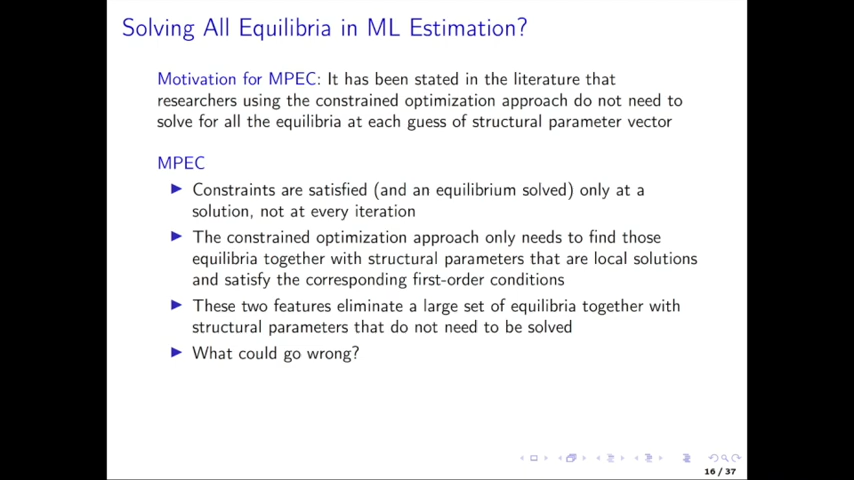 Solving All Equilibria in ML Estimation?
Motivation for MPEC: It has been stated in the literature that
researchers using the constrained optimization approach do not need to
solve for all the equilibria at each guess of structural parameter vector
MPEC
Constraints are satisfied (and an equilibrium solved) only at a
solution, not at every iteration
The constrained optimization approach only needs to find those
equilibria together with structural parameters that are local solutions
and satisfy the corresponding first-order conditions
These two features eliminate a large set of equilibria together with
structural parameters that do not need to be solved
What could go wrong?
16 / 37